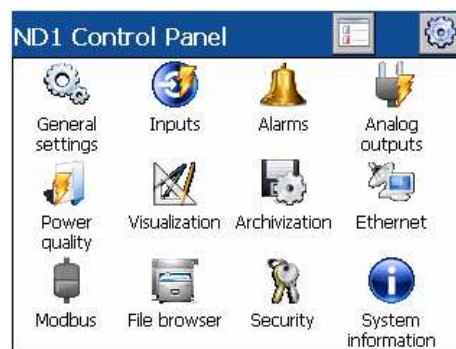 ND1 Control Panel
General settings
Inputs
Alarms
Analog outputs
Power quality
Visualization
Archivization
Ethernet
Modbus
File browser
Security
System information